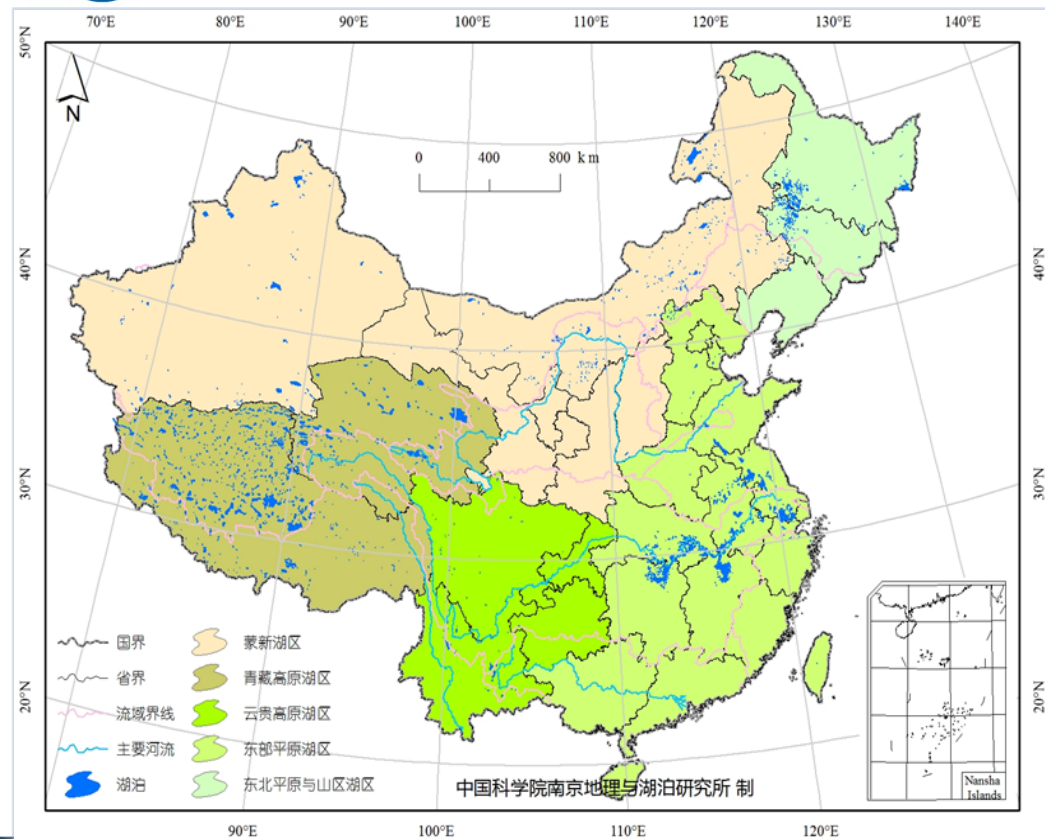 70°E 80°E 90°E 100°E 110°E 120°E 130°E 140°E
50°N
N
0 400 800 km
40°N 40°N
30°N 30°N
20°N 20°N
国界 蒙新湖区
省界 青藏高原湖区
流域界线 云贵高原湖区
主要河流 东部平原湖区
湖泊 东北平原与山区湖区
中国科学院南京地理与湖泊研究所 制
Nansha
Islands
90°E 100°E 110°E 120°E